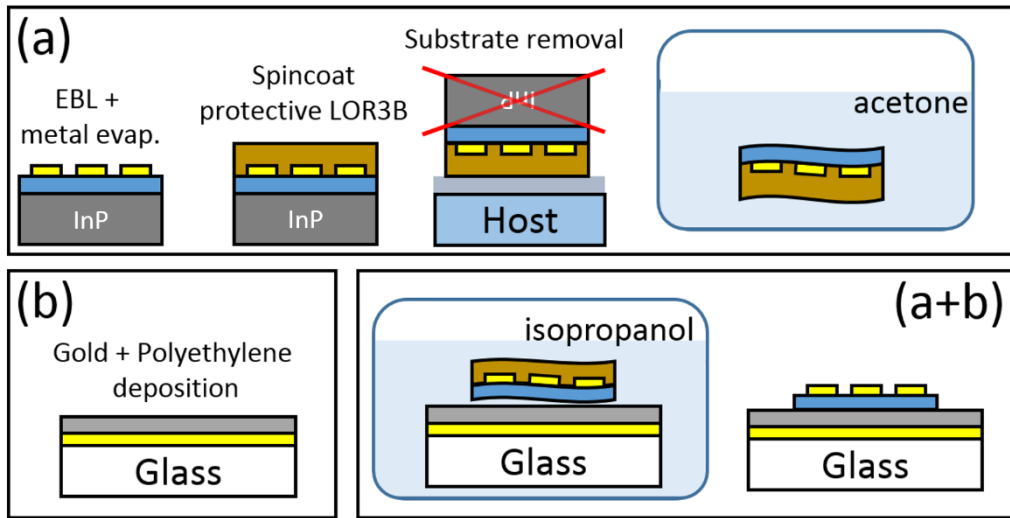 (a)
EBL +
metal evap.
InP
Spincoat
protective LOR3B
InP
Substrate removal
InP
Host
acetone
(b)
Gold + Polyethylene
deposition
Glass
(a+b)
isopropanol
Glass
Glass